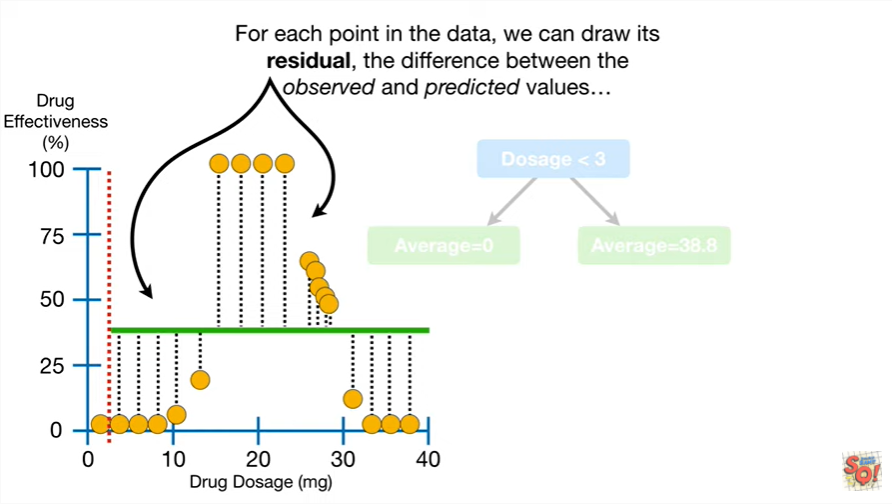 For each point in the data, we can draw its
residual, the difference between the
observed and predicted values…
Drug
Effectiveness
(%)
100
75
50
25
0
0
10
20
30
40
Drug Dosage (mg)
Dosage < 3
Average=0
Average=38.8
SQ!